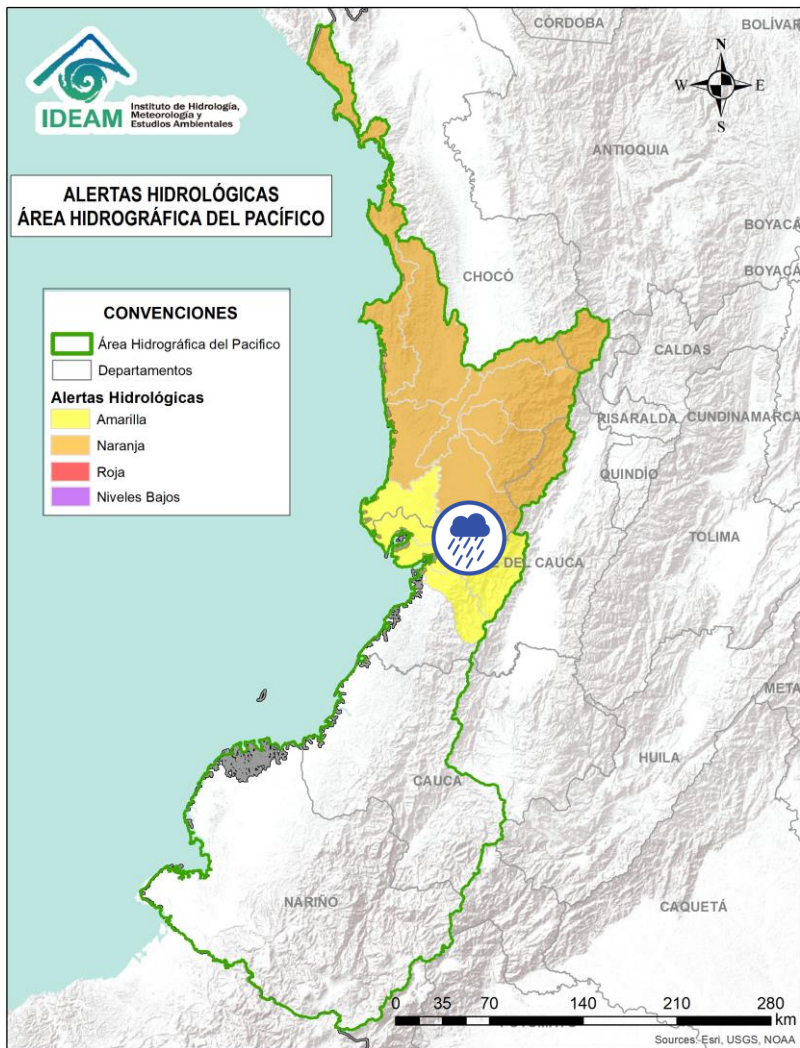 CÓRDOBA
BOLÍVAR
IDEAM
Instituto de Hidrología,
Meteorología y
Estudios Ambientales
N
W
E
S
ANTIOQUIA
ALERTAS HIDROLÓGICAS
ÁREA HIDROGRÁFICA DEL PACÍFICO
BOYACÁ
BOYACÁ
CHOCÓ
CONVENCIONES
Área Hidrográfica del Pacifico
Departamentos
Alertas Hidrológicas
Amarilla
Naranja
Roja
Niveles Bajos
CALDAS
RISARALDA
CUNDINAMARCA
QUINDÍO
TOLIMA
DEL CAUCA
META
HUILA
CAUCA
NARIÑO
CAQUETÁ
0 35 70 140 210 280
km
Sources: Esri, USGS, NOAA